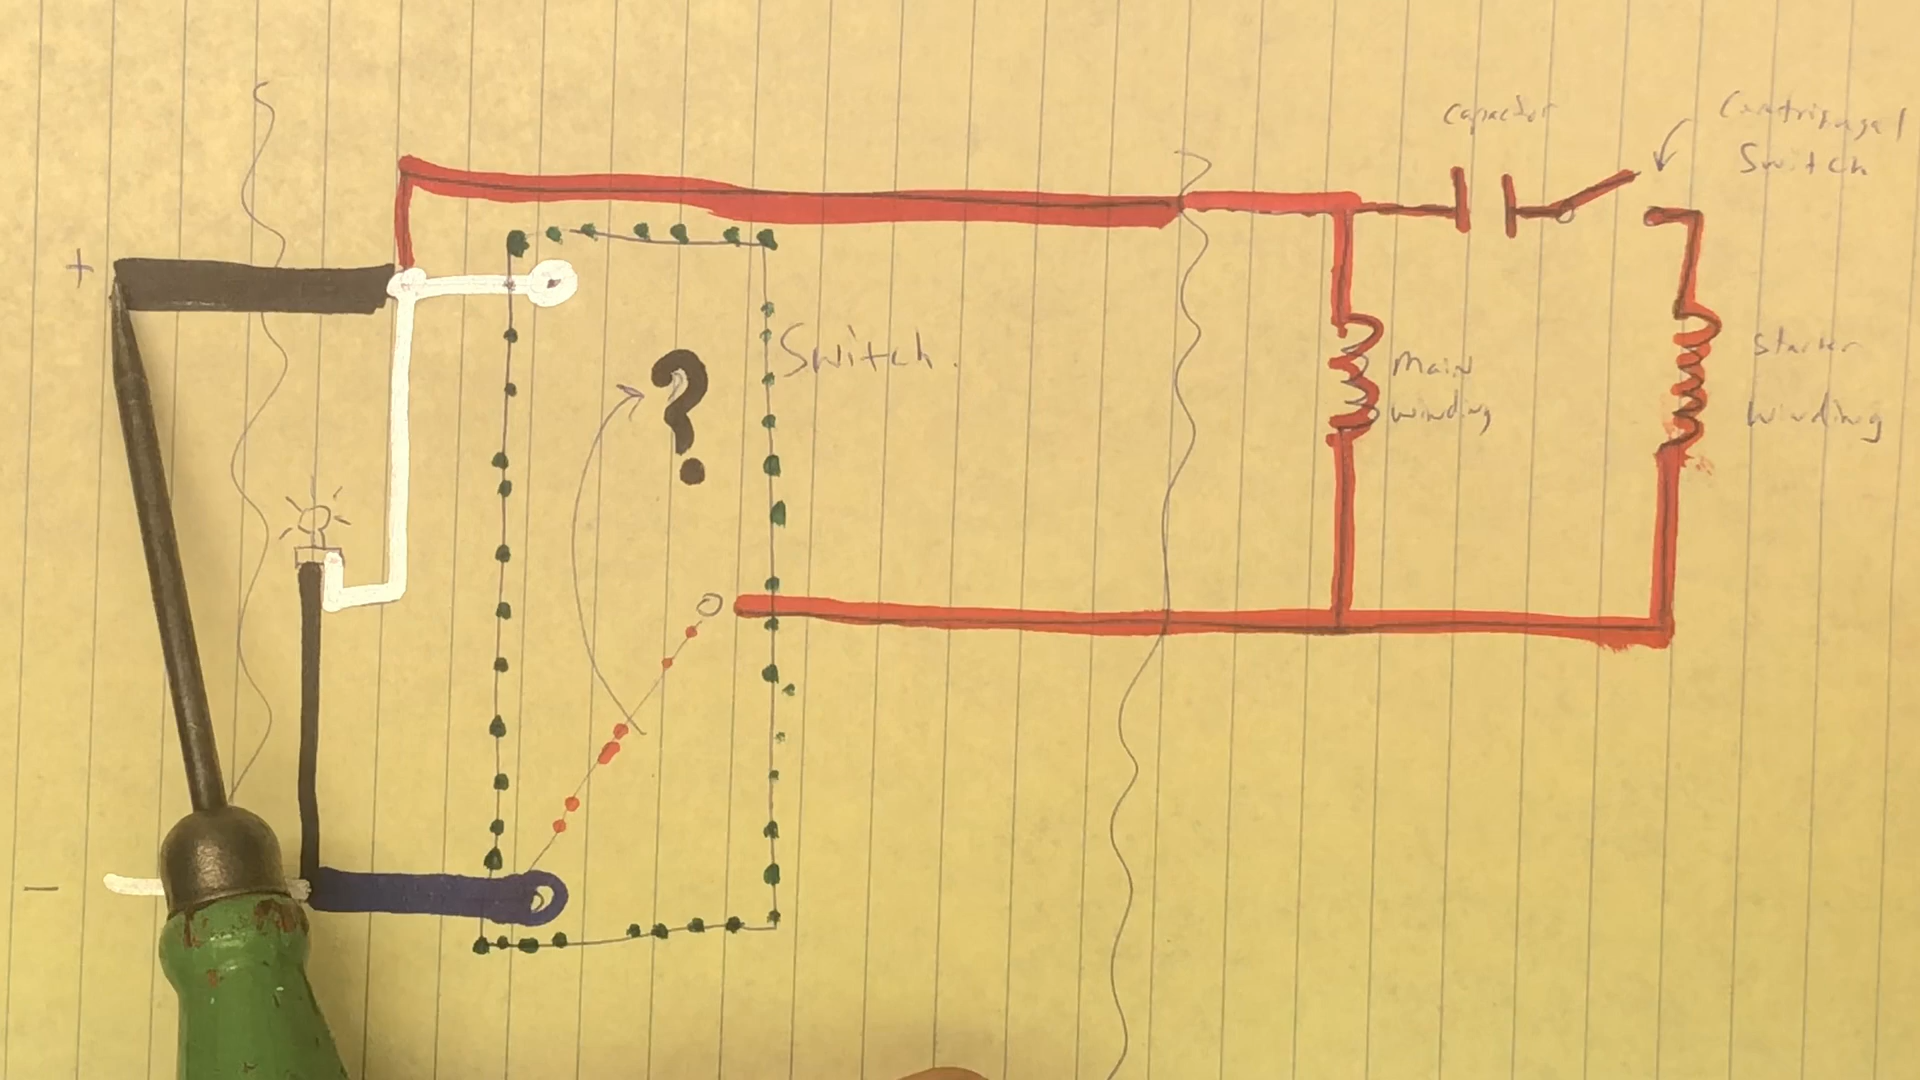 capacitor
Centrifugal
Switch
+
?
Switch.
Main
winding
Starter
Winding
—